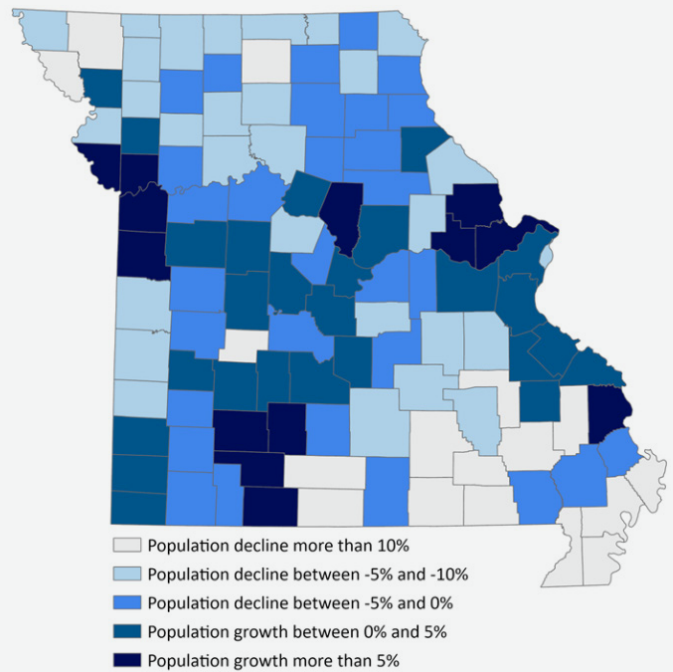 Population decline more than 10%
Population decline between -5% and -10%
Population decline between -5% and 0%
Population growth between 0% and 5%
Population growth more than 5%